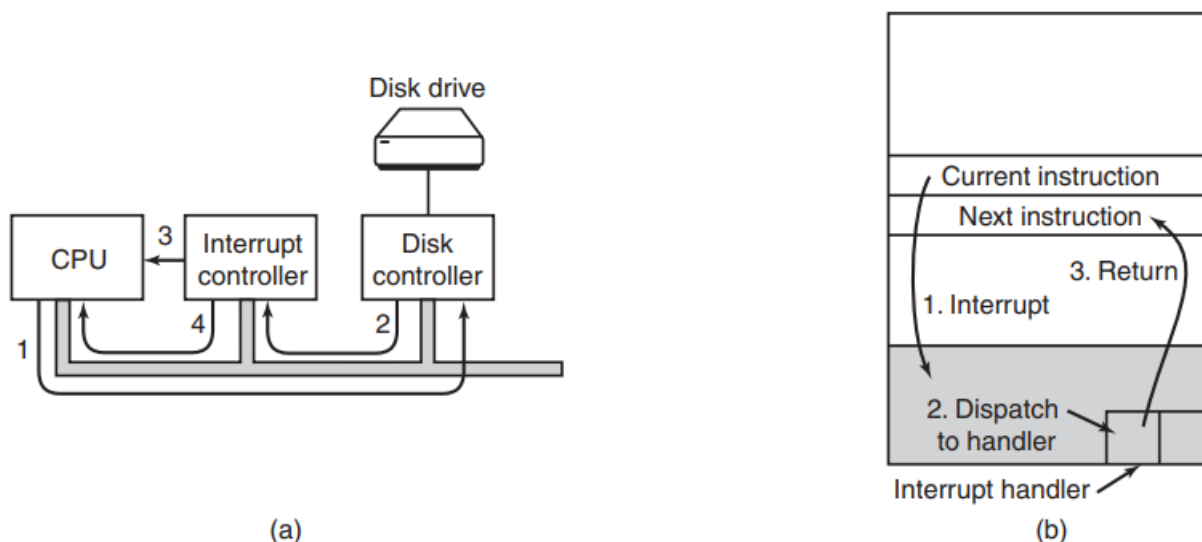 Disk drive
CPU
3
Interrupt
controller
Disk
controller
1
4
2
(a)
Current instruction
Next instruction
3. Return
1. Interrupt
2. Dispatch
to handler
Interrupt handler
(b)